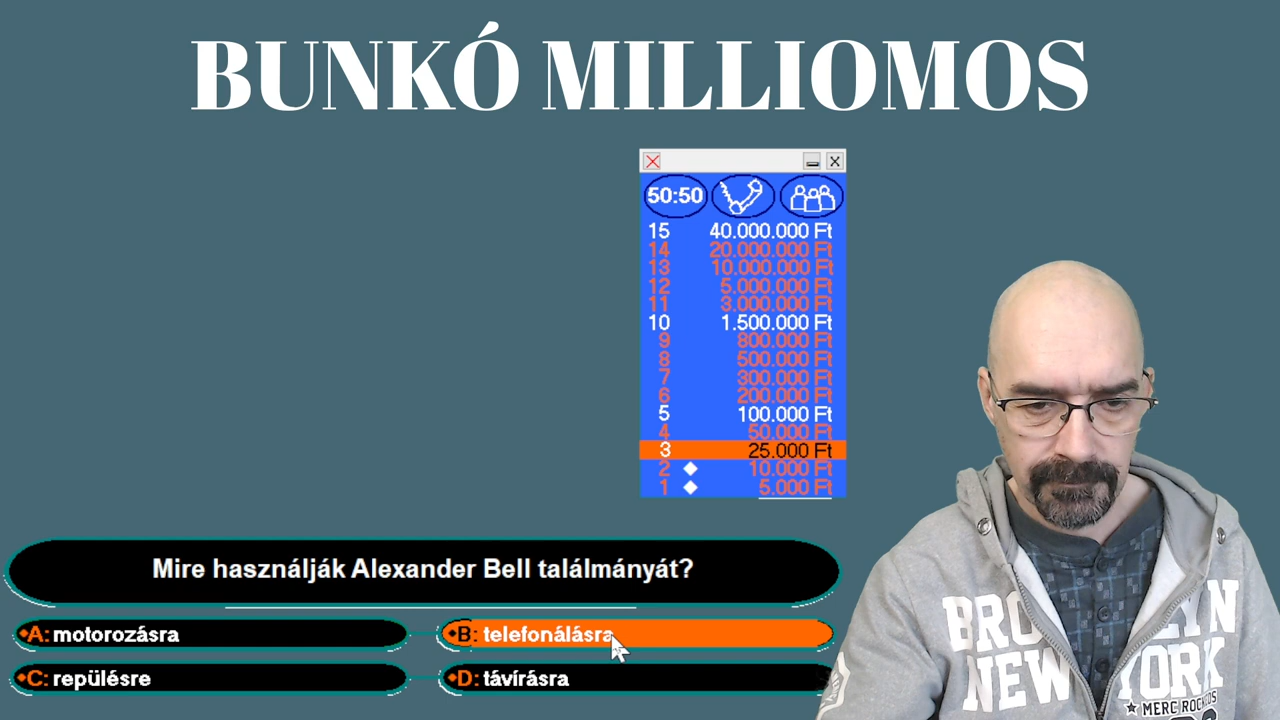 BUNKÓ MILLIOMOS
50:50
15 40.000.000 Ft
14 20.000.000 Ft
13 10.000.000 Ft
12 5.000.000 Ft
11 3.000.000 Ft
10 1.500.000 Ft
9 800.000 Ft
8 500.000 Ft
7 300.000 Ft
6 200.000 Ft
5 100.000 Ft
4 50.000 Ft
3 25.000 Ft
2 10.000 Ft
1 5.000 Ft
Mire használják Alexander Bell találmányát?
A: motorozásra
B: telefonálásra
C: repülésre
D: távírásra
BROOKLYN
NEW YORK
MERC